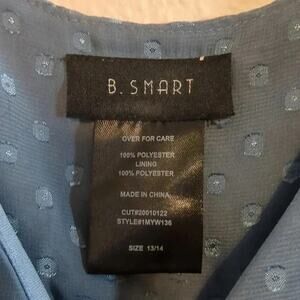 B. SMART
OVER FOR CARE
100% POLYESTER
LINING
100% POLYESTER
MADE IN CHINA
CUT#20010122
STYLE#1MYW136
SIZE 13/14